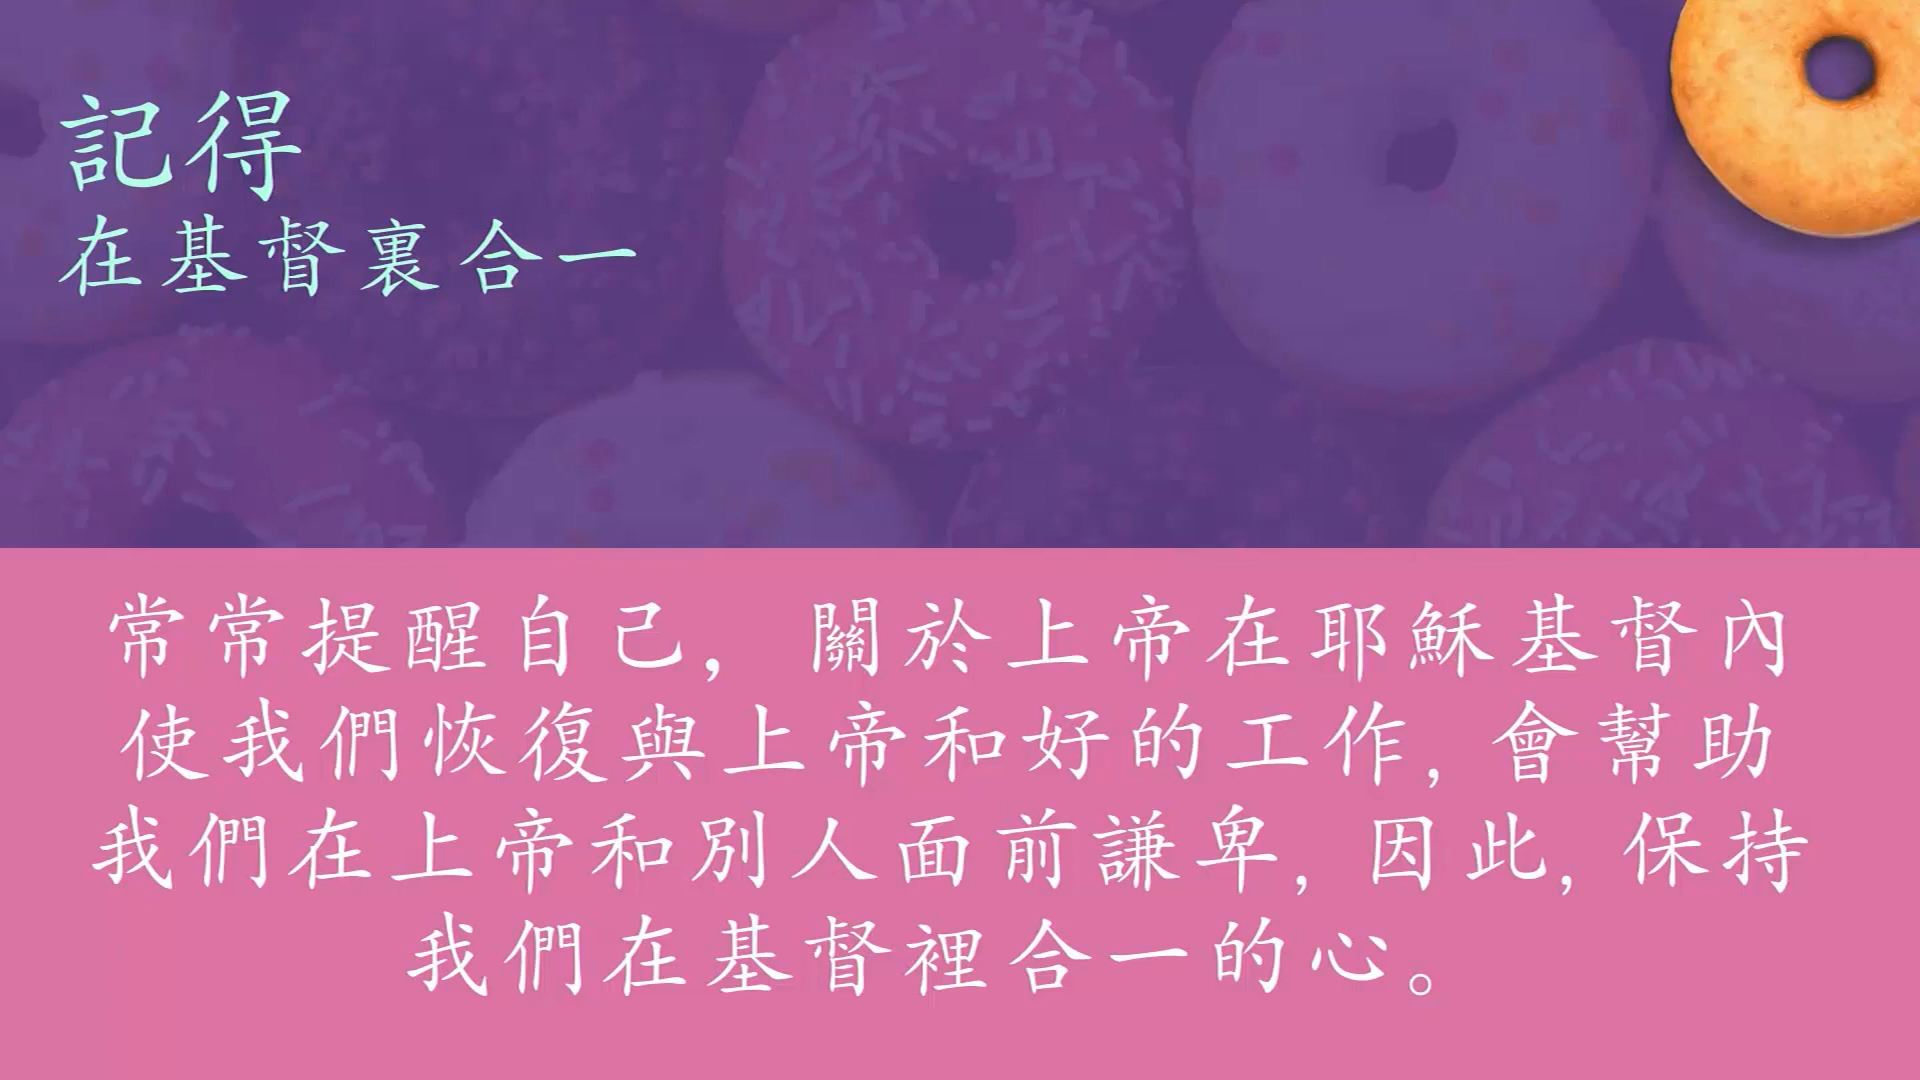 記得
在基督裏合一
常常提醒自己，關於上帝在耶穌基督內
使我們恢復與上帝和好的工作, 會幫助
我們在上帝和別人面前謙卑, 因此, 保持
我們在基督裡合一的心。